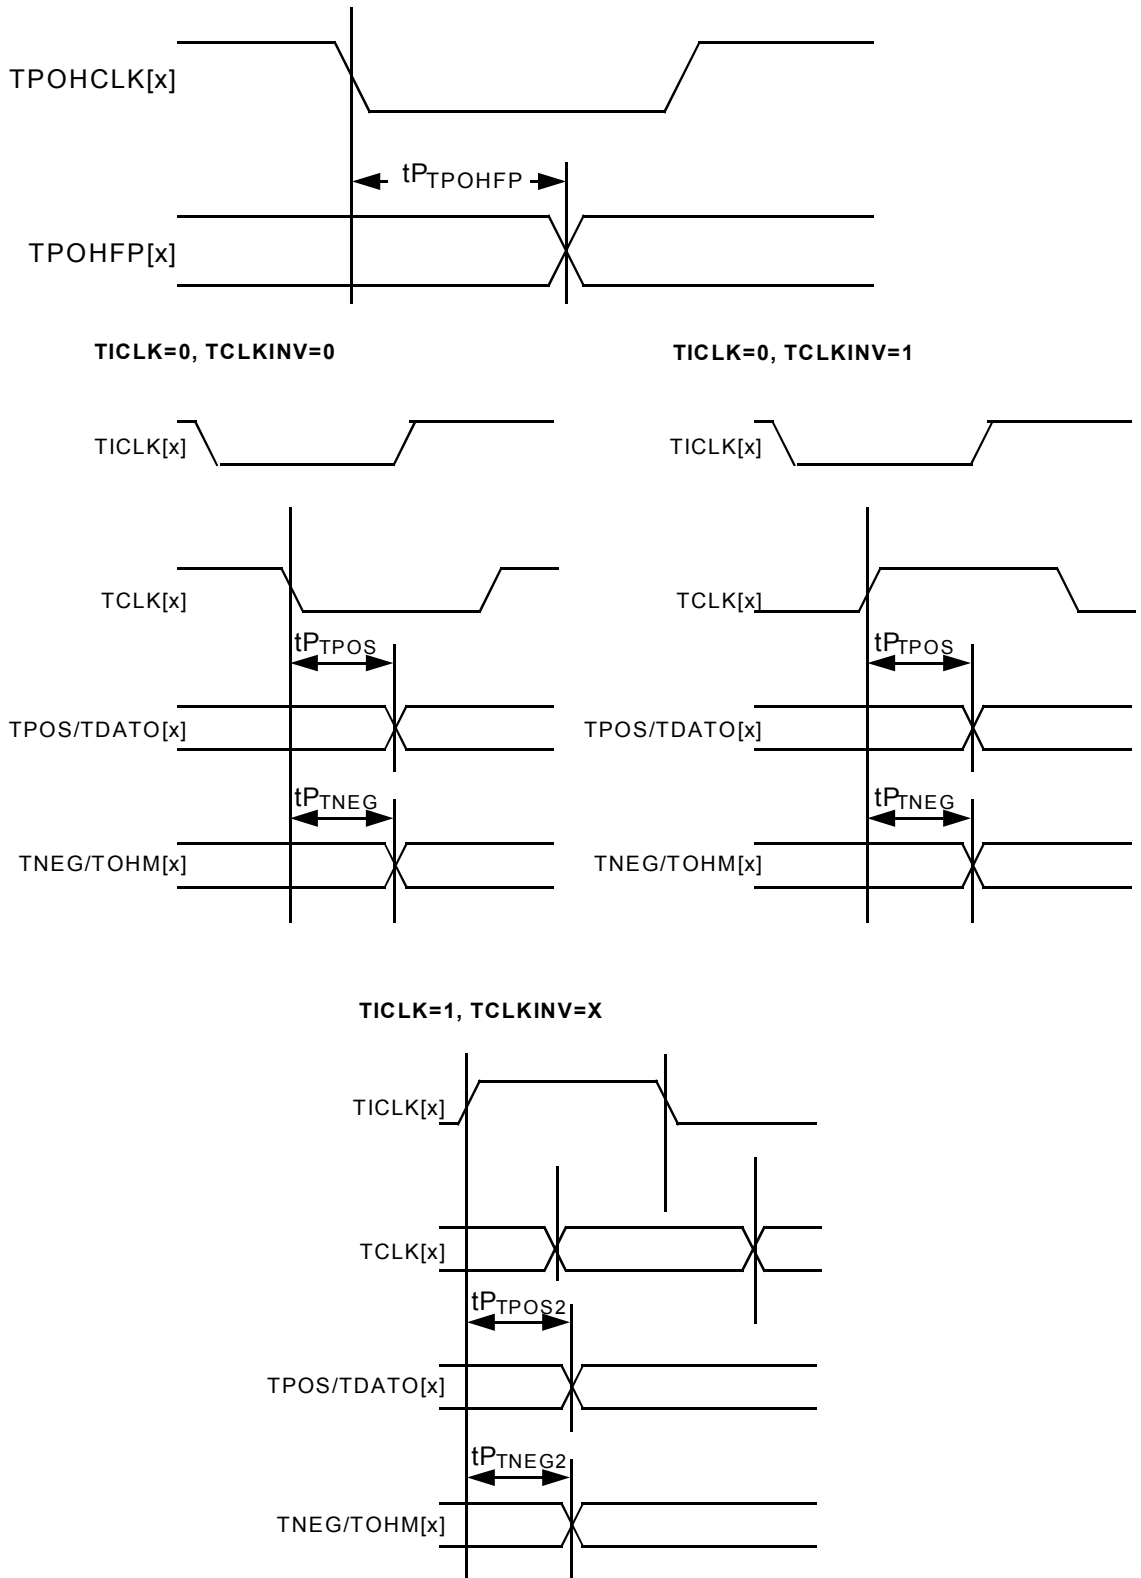 TPOHCLK[x]
tPTPOHFP
TPOHFP[x]
TICLK=0, TCLKINV=0
TICLK[x]
TCLK[x]
tPTPOS
TPOS/TDATO[x]
tPTNEG
TNEG/TOHM[x]
TICLK=0, TCLKINV=1
TICLK[x]
TCLK[x]
tPTPOS
TPOS/TDATO[x]
tPTNEG
TNEG/TOHM[x]
TICLK=1, TCLKINV=X
TICLK[x]
TCLK[x]
tPTPOS2
TPOS/TDATO[x]
tPTNEG2
TNEG/TOHM[x]